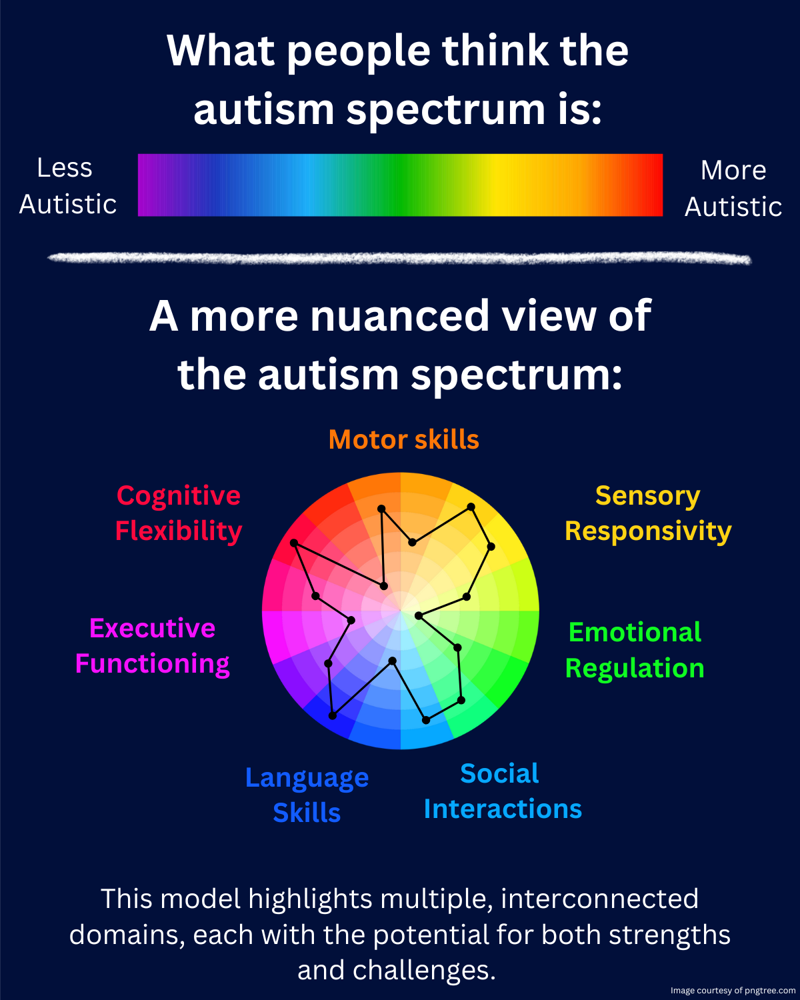 What people think the
autism spectrum is:
Less
Autistic
More
Autistic
A more nuanced view of
the autism spectrum:
Motor skills
Cognitive
Flexibility
Sensory
Responsivity
Executive
Functioning
Emotional
Regulation
Language
Skills
Social
Interactions
This model highlights multiple, interconnected
domains, each with the potential for both strengths
and challenges.
Image courtesy of pngtree.com